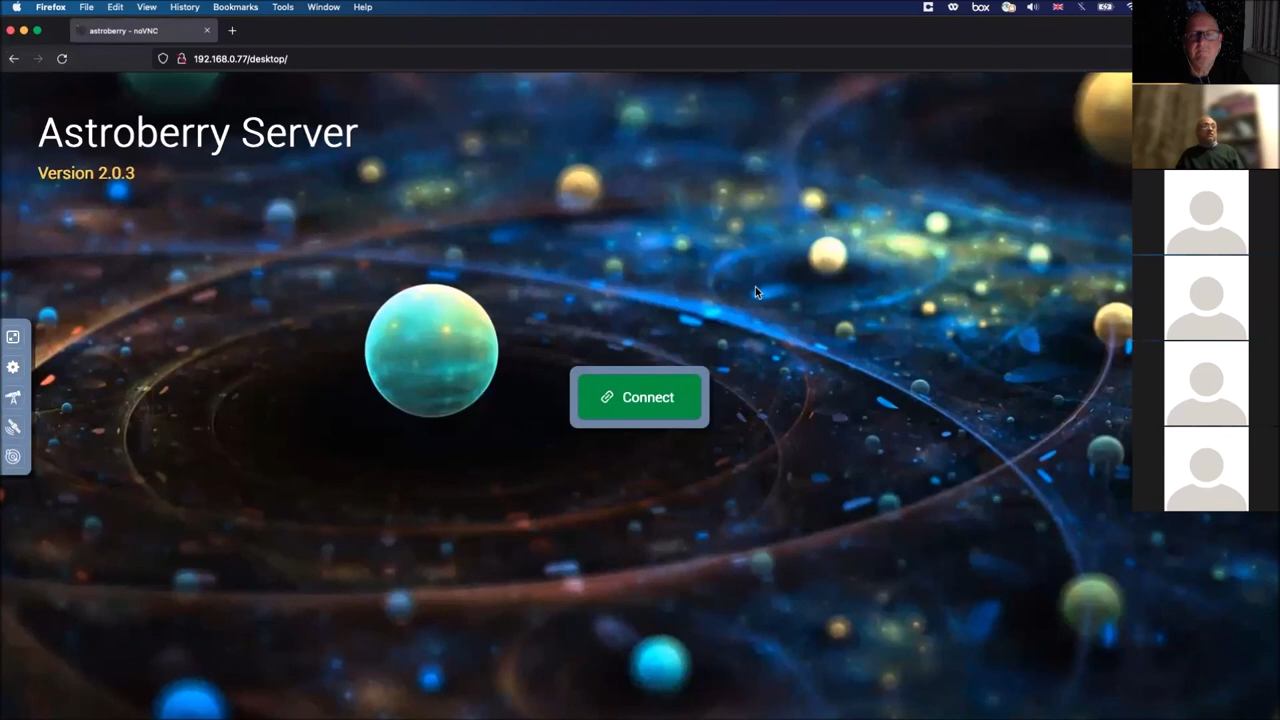 Firefox File Edit View History Bookmarks Tools Window Help box
astroberry - noVNC
192.168.0.77/desktop/
Astroberry Server
Version 2.0.3
Connect